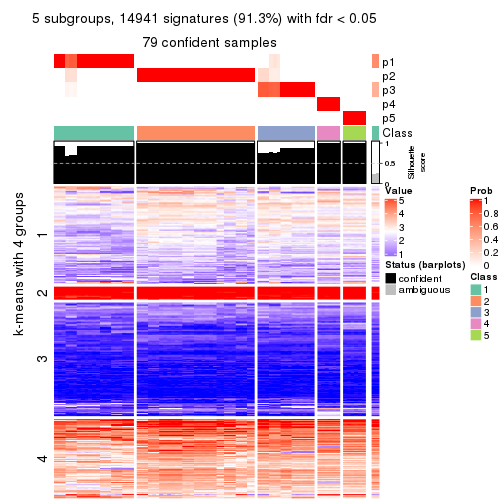 5 subgroups, 14941 signatures (91.3%) with fdr < 0.05
79 confident samples
p1
p2
p3
p4
p5
Class
1
0.5
0
Silhouette
score
k-means with 4 groups
1
2
3
4
Value
5
4
3
2
1
Status (barplots)
confident
ambiguous
Prob
1
0.8
0.6
0.4
0.2
0
Class
1
2
3
4
5